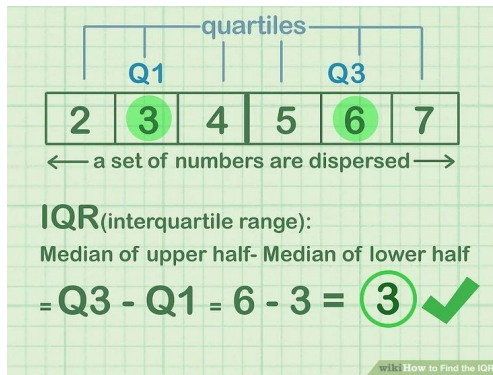 quartiles
Q1 Q3
2 3 4 5 6 7
a set of numbers are dispersed
IQR(interquartile range):
Median of upper half- Median of lower half
= Q3 - Q1 = 6 - 3 = 3
wikiHow to Find the IQR